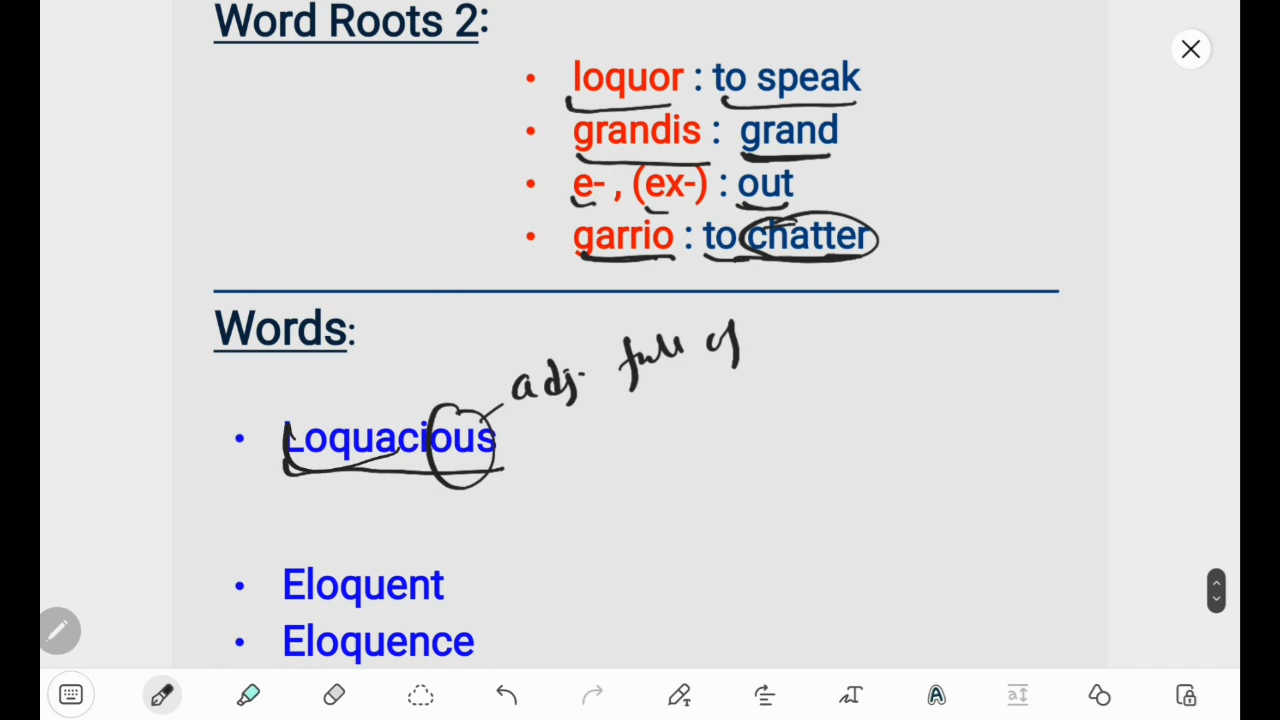 Word Roots 2:
• loquor : to speak
• grandis : grand
• e- , (ex-) : out
• garrio : to chatter
Words:
adj. full of
• Loquacious
• Eloquent
• Eloquence